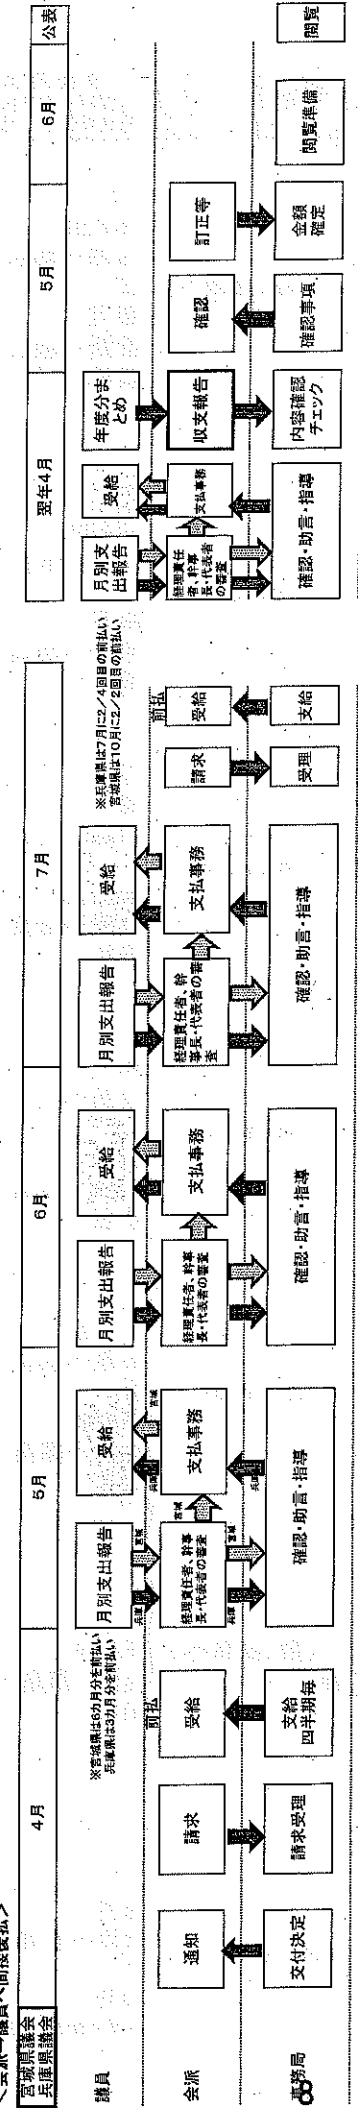 <会派→議員へ間接後払>
宮城県議会
兵庫県議会
4月
5月
6月
7月
翌年4月
5月
6月
公表
議員
※宮城県は6カ月分を前払い
兵庫県は3カ月分を前払い
月別支出報告
受給
月別支出報告
受給
月別支出報告
受給
※兵庫県は7月に2/4回目の前払い
宮城県は10月に2/2回目の前払い
月別支
出報告
受給
年度分ま
とめ
兵庫
宮城
兵庫
宮城
会派
通知
請求
前払
受給
経理責任者、幹事
長・代表者の審査
宮城
支払事務
経理責任者、幹事
長・代表者の審査
支払事務
経理責任者、幹
事長・代表者の審
査
支払事務
請求
前払
受給
経理責任
者、幹事
長・代表者
の審査
支払事務
収支報告
確認
訂正等
兵庫
宮城
兵庫
事務局
交付決定
請求受理
支給
四半期毎
確認・助言・指導
確認・助言・指導
確認・助言・指導
受理
支給
確認・助言・指導
内容確認
チェック
確認事項
金額
確定
閲覧準備
閲覧
8